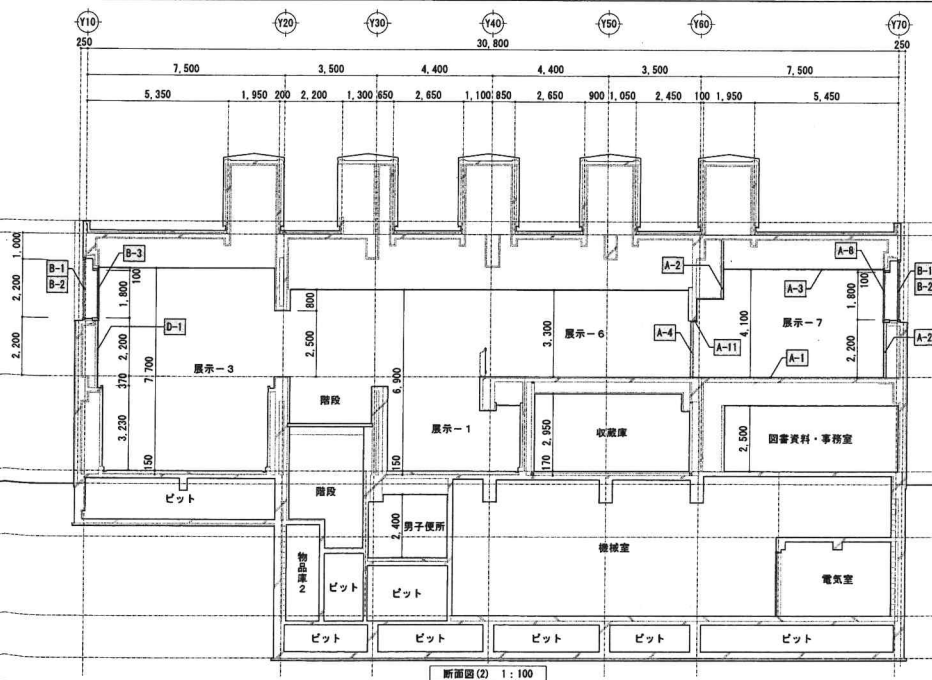 Y10 Y20 Y30 Y40 Y50 Y60 Y70
250 30,800 250
7,500 3,500 4,400 4,400 3,500 7,500
5,350 1,950 200 2,200 1,300 650 2,650 1,100 850 2,650 900 1,050 2,450 100 1,950 5,450
1,000
2,200
2,200
B-1
B-2
B-3
D-1
100
1,800
2,200
370
3,230
150
7,700
展示-3
800
2,500
階段
階段
6,900
150
展示-1
3,300
展示-6
A-2
A-4
A-11
170 2,950
収蔵庫
4,100
展示-7
A-3
A-1
A-6
100
1,800
2,200
B-1
B-2
A-2
2,500
図書資料・事務室
ピット
物品庫2
ピット
2,400
男子便所
ピット
機械室
電気室
ピット ピット ピット ピット ピット
断面図(2) 1:100